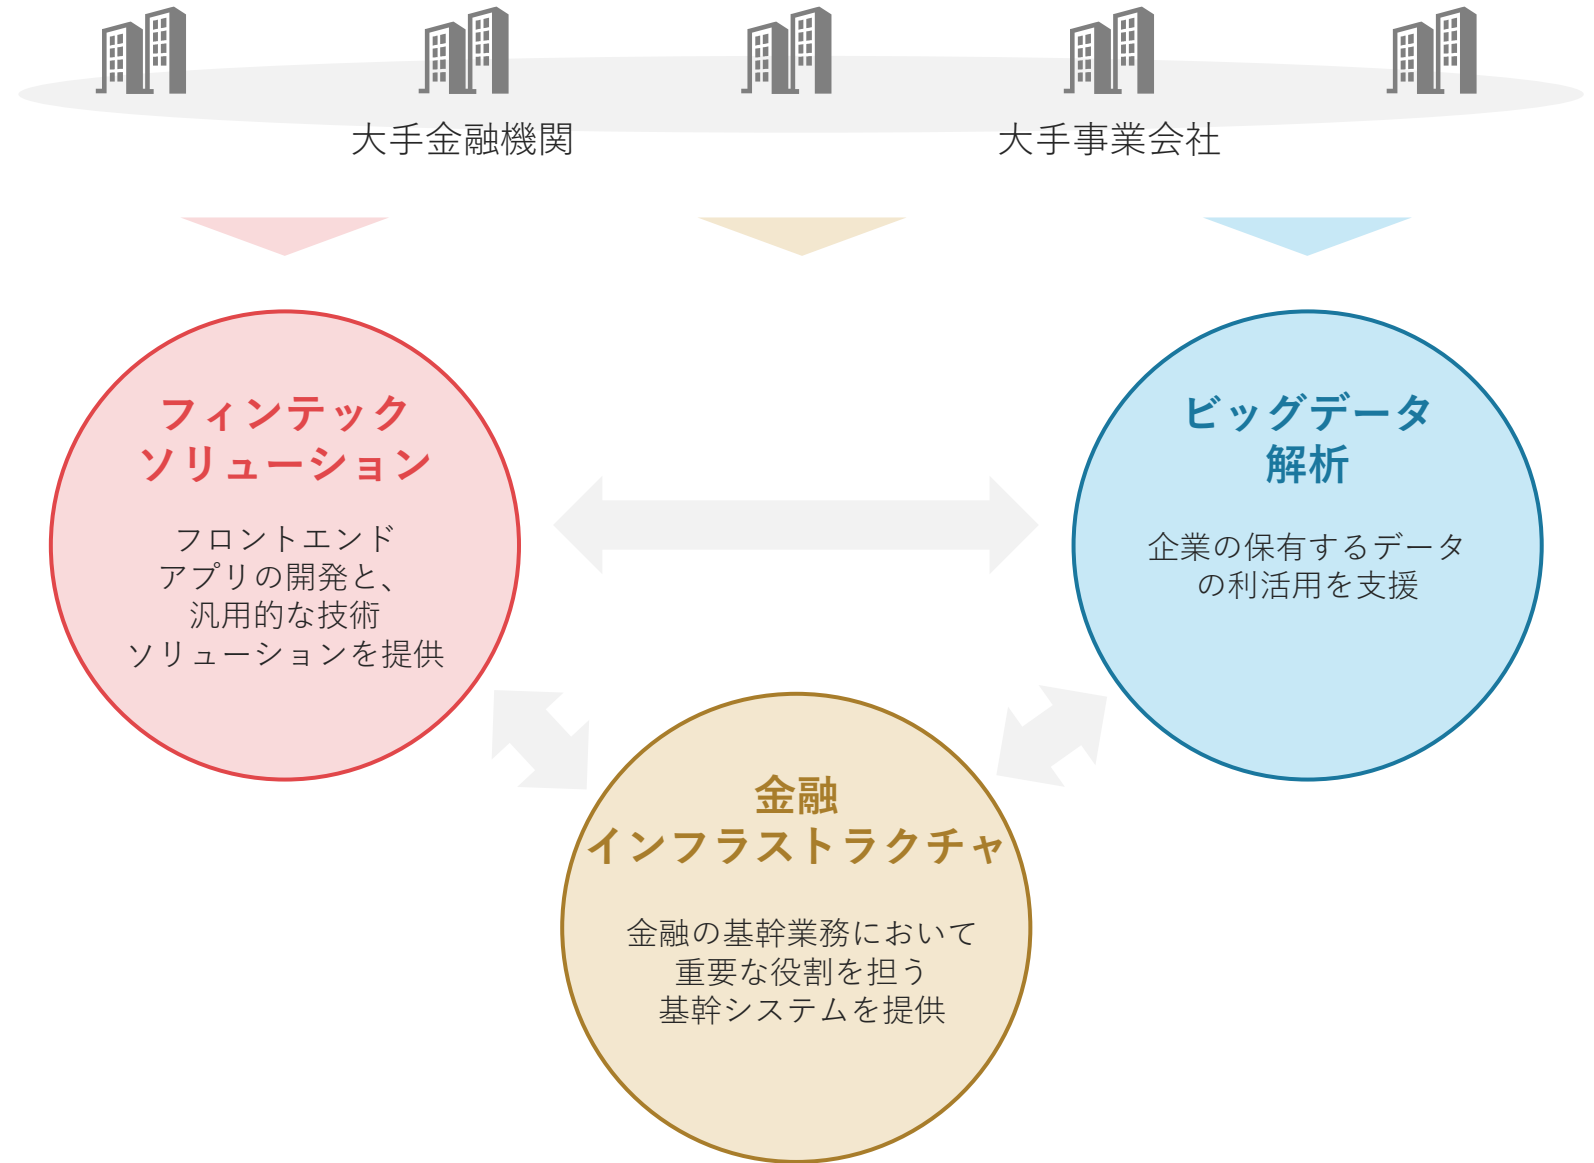 大手金融機関
大手事業会社
フィンテック
ソリューション
フロントエンド
アプリの開発と、
汎用的な技術
ソリューションを提供
ビッグデータ
解析
企業の保有するデータ
の利活用を支援
金融
インフラストラクチャ
金融の基幹業務において
重要な役割を担う
基幹システムを提供